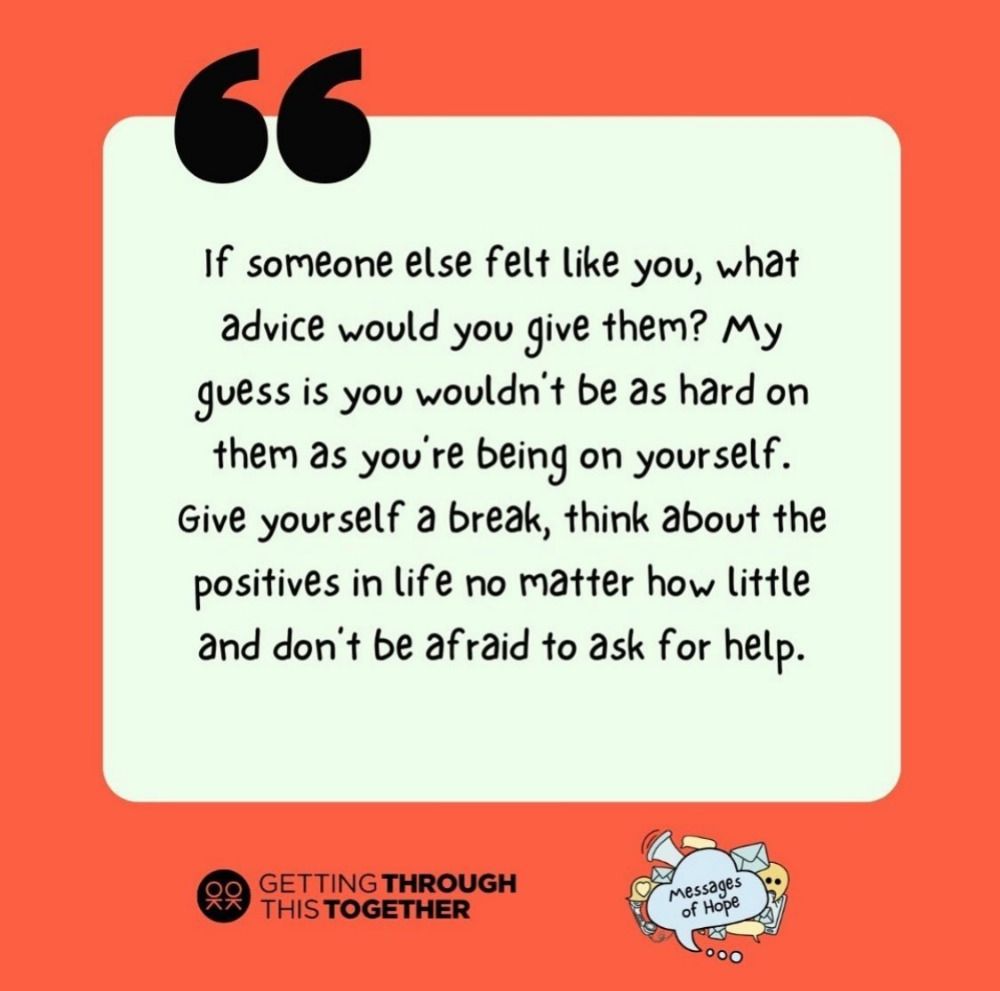 If someone else felt like you, what
advice would you give them? My
guess is you wouldn't be as hard on
them as you're being on yourself.
Give yourself a break, think about the
positives in life no matter how little
and don't be afraid to ask for help.
GETTING THROUGH
THIS TOGETHER
Messages
of Hope